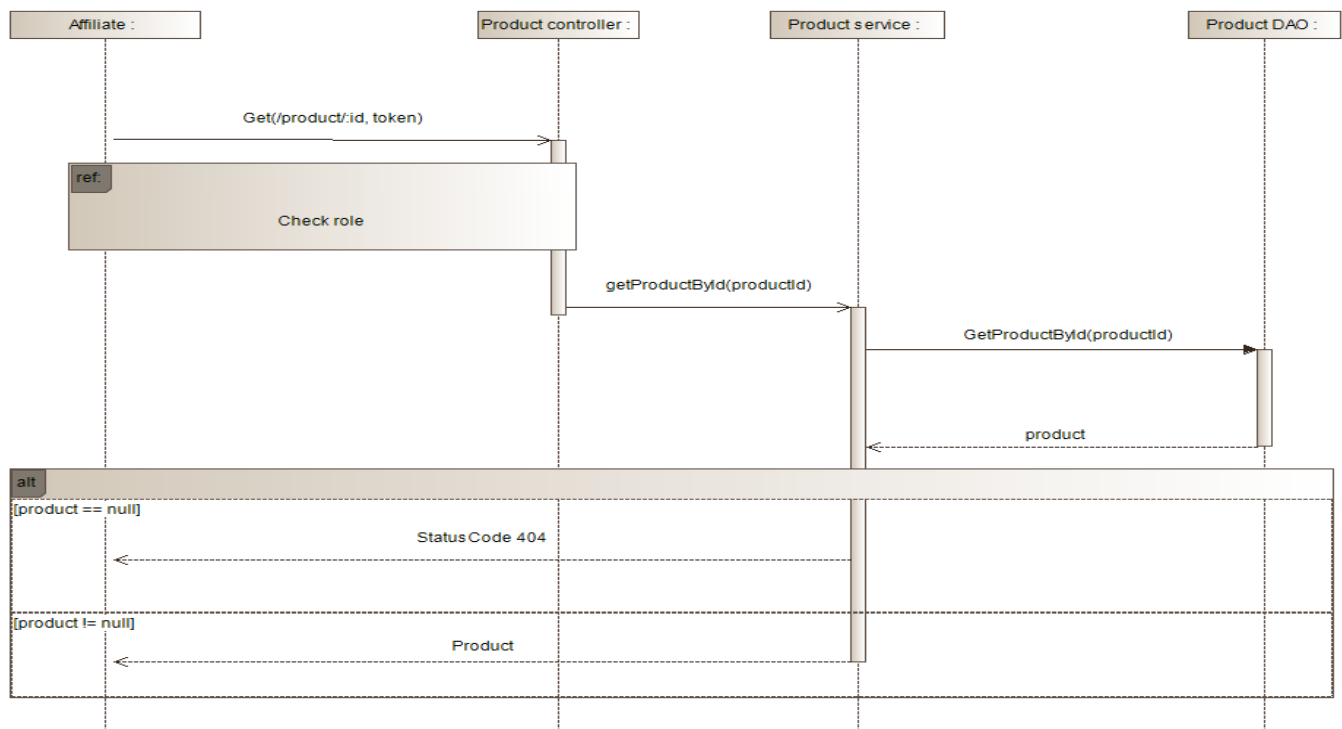 Affiliate :
Product controller :
Product service :
Product DAO :
Get(/product/:id, token)
ref:
Check role
getProductById(productId)
GetProductById(productId)
product
alt
[product == null]
StatusCode 404
[product != null]
Product